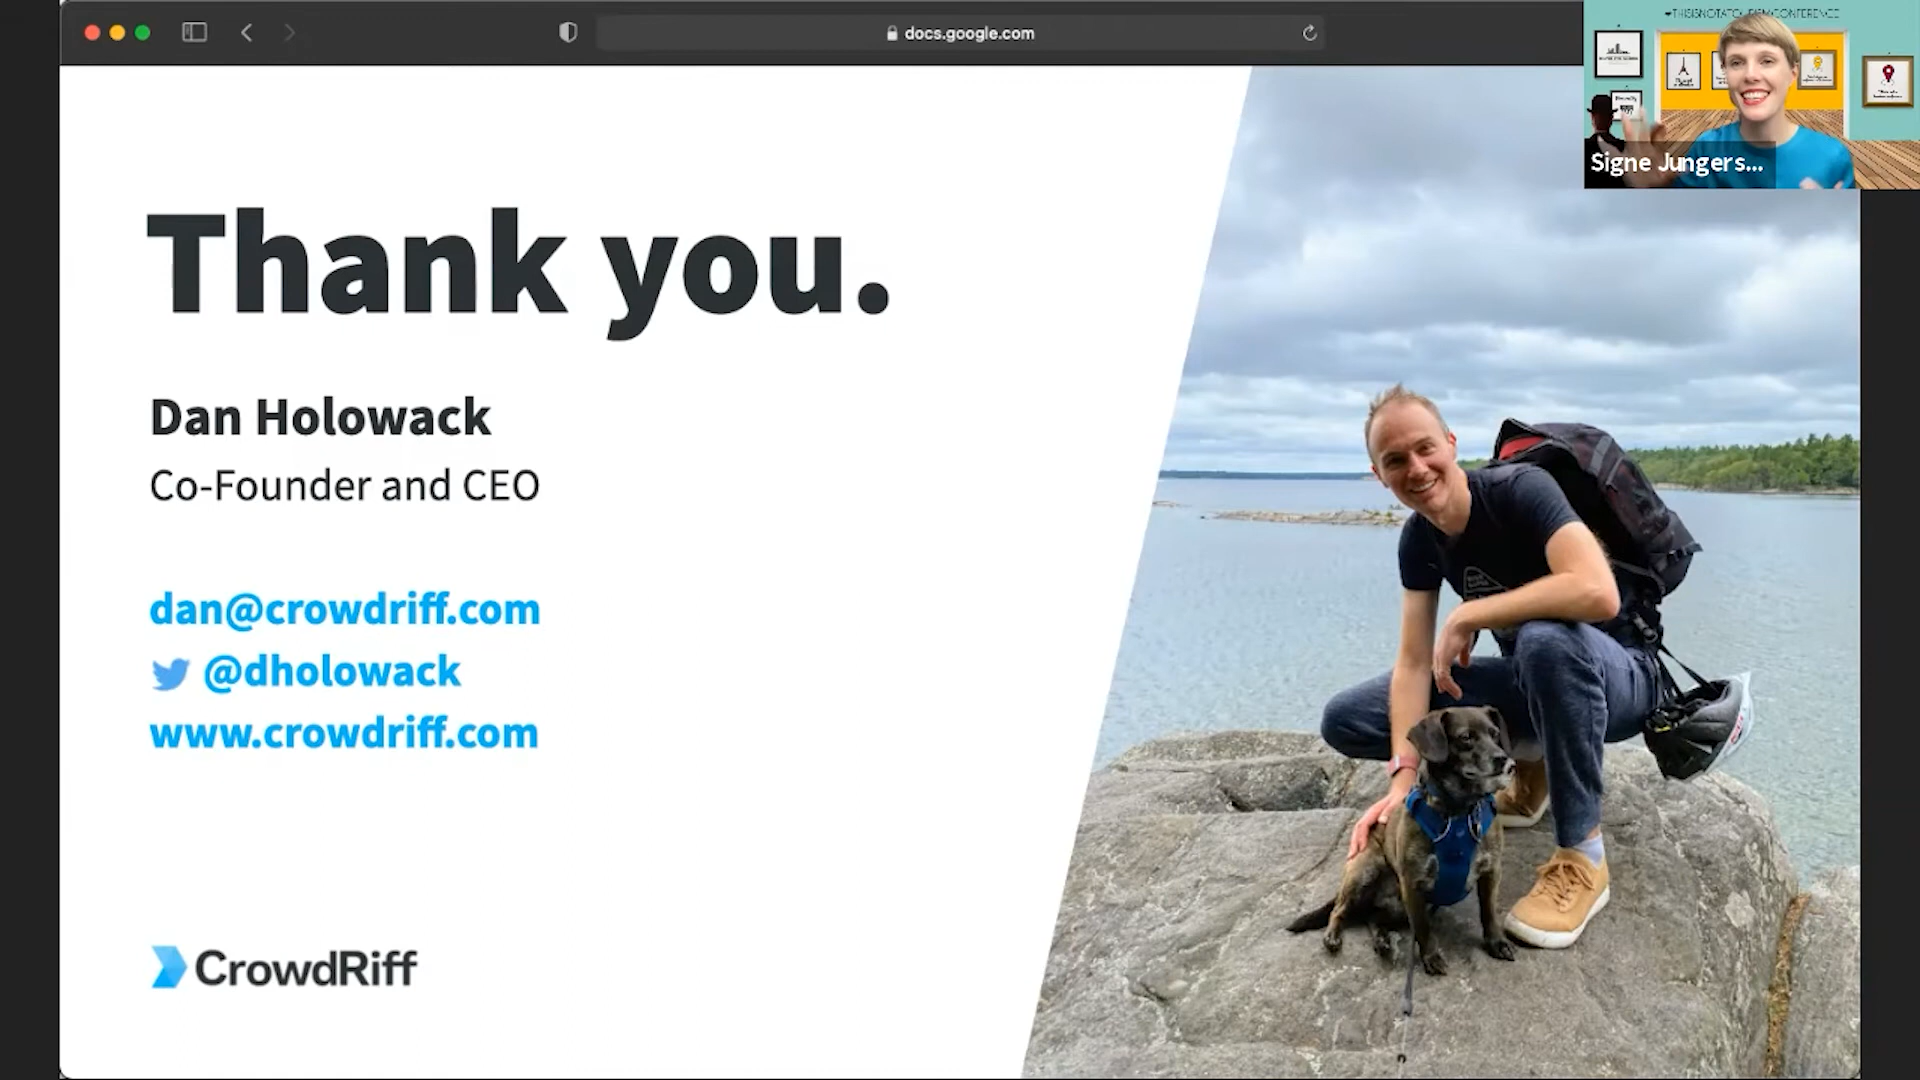 docs.google.com
#THISISNOTATOURISMCONFERENCE
Signe Jungers...
Thank you.
Dan Holowack
Co-Founder and CEO
dan@crowdriff.com
@dholowack
www.crowdriff.com
CrowdRiff